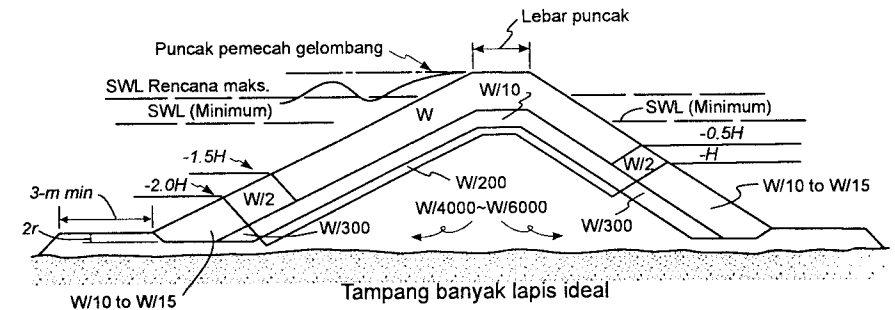 Lebar puncak
Puncak pemecah gelombang
SWL Rencana maks.
SWL (Minimum)
W/10
W
SWL (Minimum)
-0.5H
-H
-1.5H
-2.0H
W/2
W/2
3-m min
2r
W/200
W/10 to W/15
W/300
W/4000~W/6000
W/300
W/10 to W/15
Tampang banyak lapis ideal